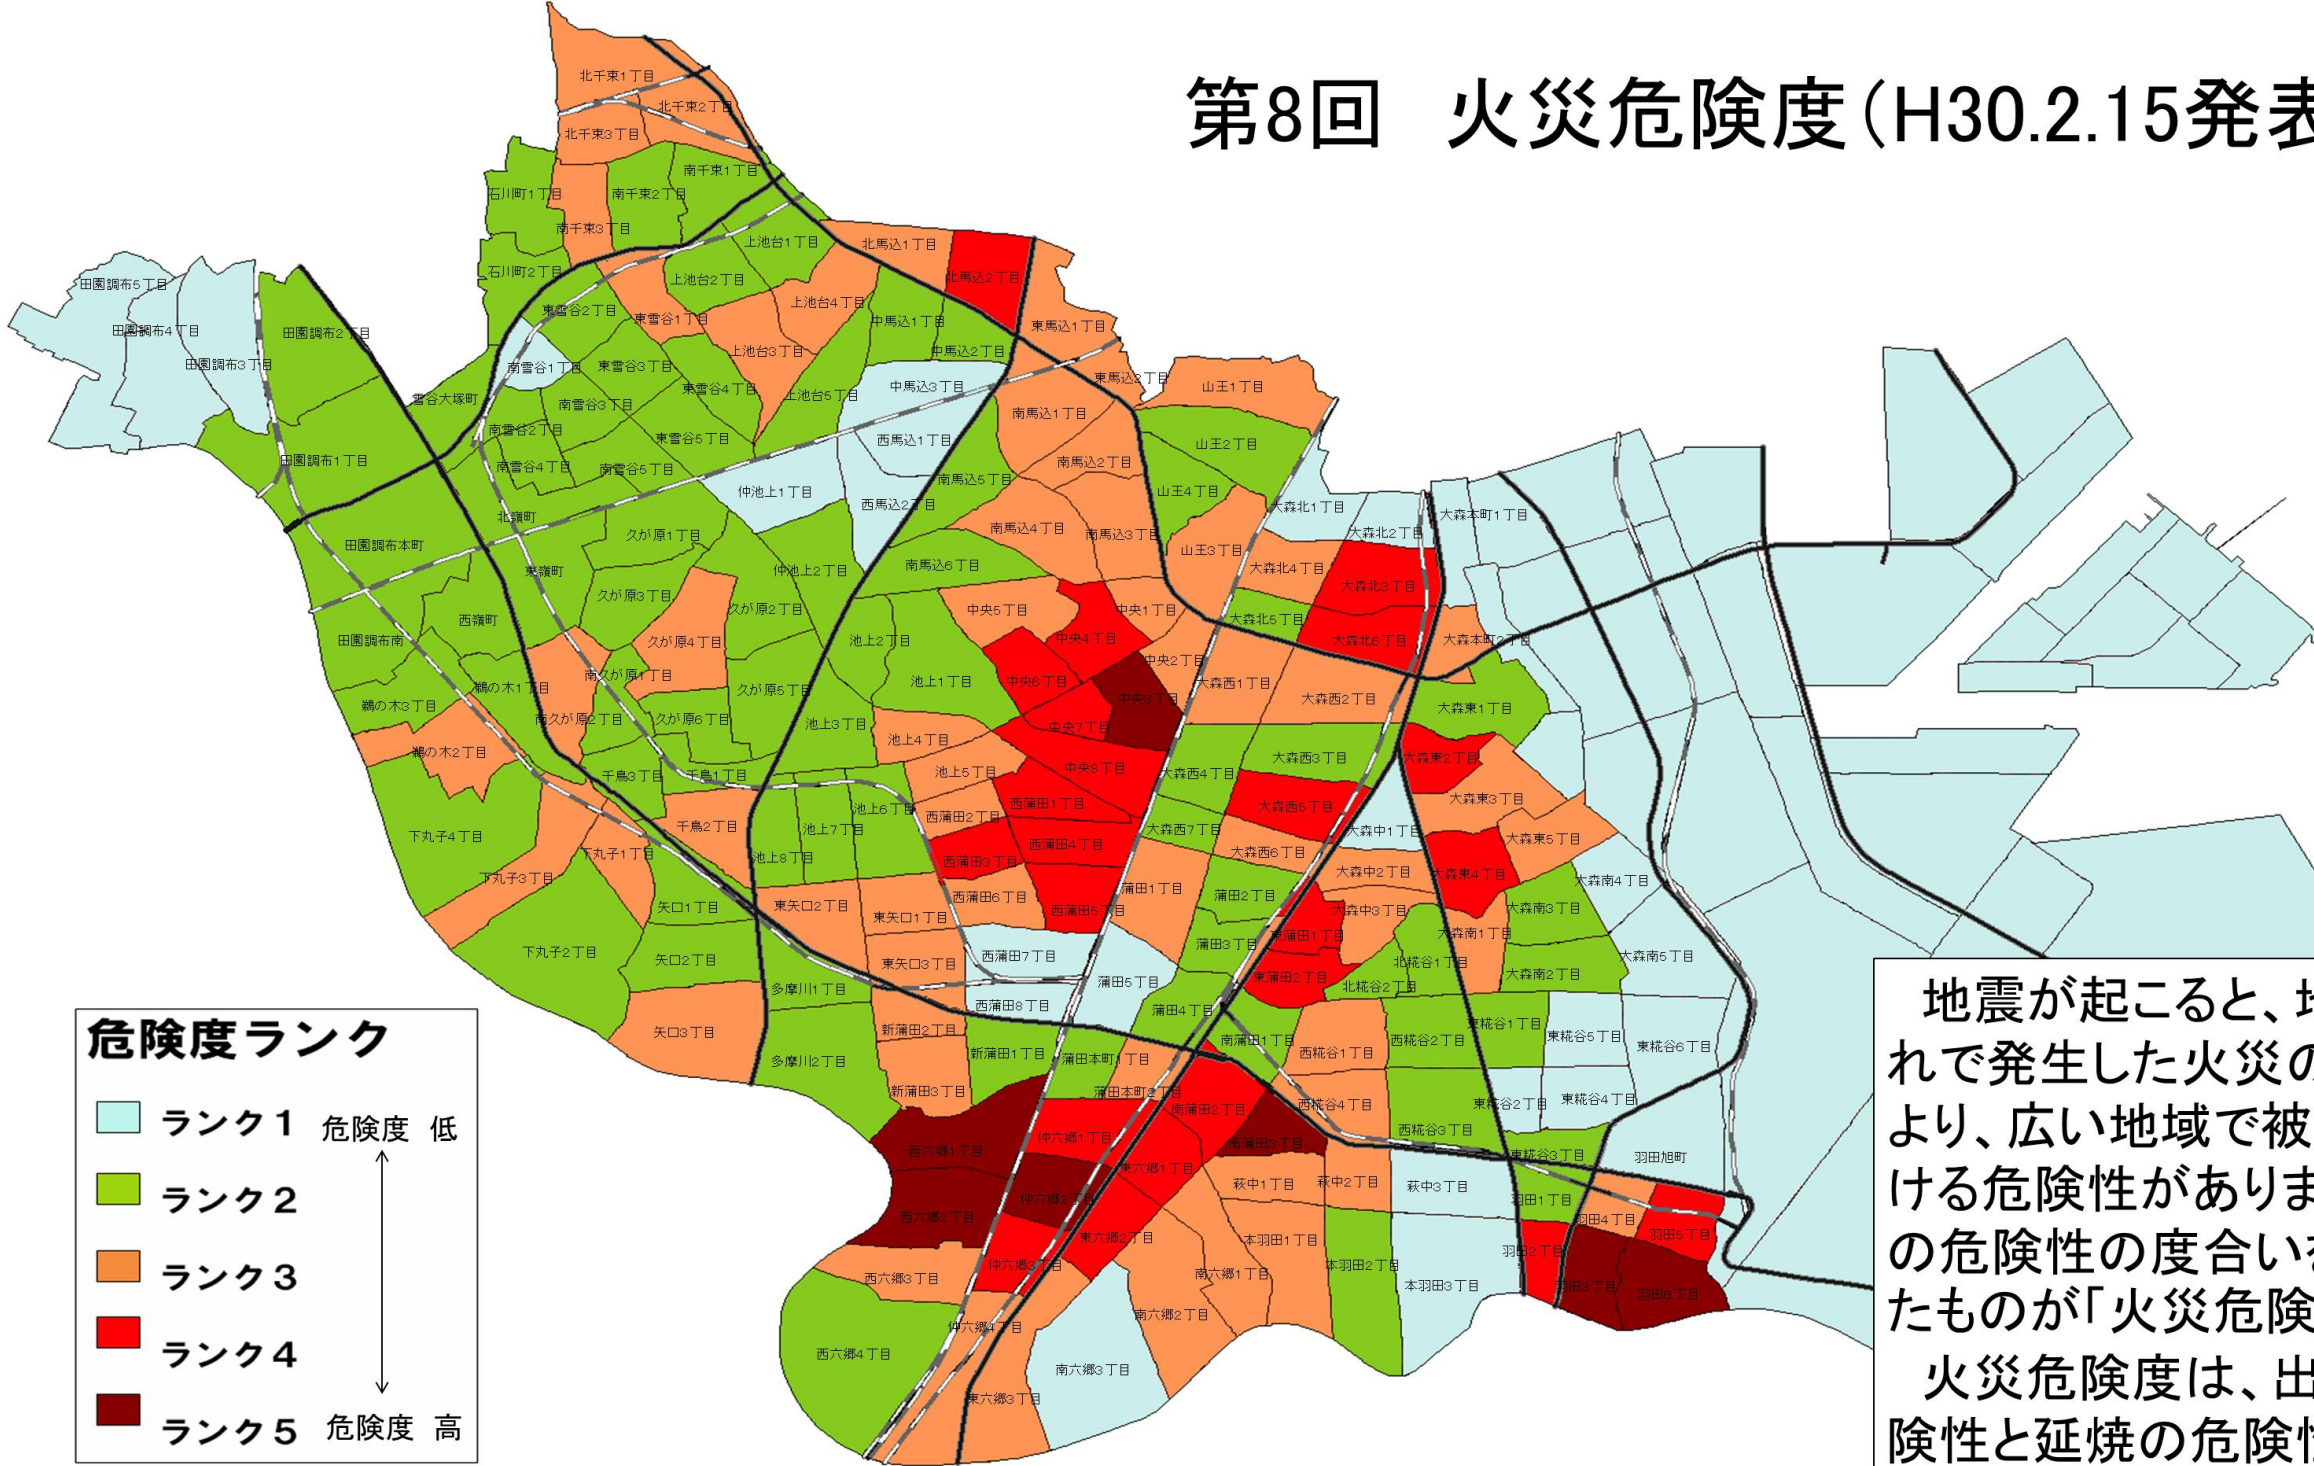 第8回　火災危険度（H30.2.15発表
北千束1丁目
北千束2丁目
北千束3丁目
南千束1丁目
石川町1丁目
南千束2丁目
南千束3丁目
上池台1丁目
北馬込1丁目
石川町2丁目
上池台2丁目
北馬込2丁目
田園調布5丁目
上池台4丁目
東雪谷2丁目
東雪谷1丁目
中馬込1丁目
東馬込1丁目
田園調布4丁目
田園調布2丁目
上池台3丁目
中馬込2丁目
田園調布3丁目
南雪谷1丁目
東雪谷3丁目
東馬込2丁目
東雪谷4丁目
上池台5丁目
中馬込3丁目
山王1丁目
雪谷大塚町
南雪谷3丁目
南馬込1丁目
南雪谷2丁目
東雪谷5丁目
西馬込1丁目
山王2丁目
田園調布1丁目
南雪谷4丁目
南雪谷5丁目
南馬込2丁目
南馬込5丁目
仲池上1丁目
山王4丁目
西馬込2丁目
大森北1丁目
大森本町1丁目
北嶺町
久が原1丁目
南馬込4丁目
南馬込3丁目
大森北2丁目
田園調布本町
山王3丁目
東嶺町
仲池上2丁目
南馬込6丁目
大森北4丁目
大森北3丁目
久が原3丁目
久が原2丁目
中央5丁目
中央1丁目
西嶺町
大森北5丁目
田園調布南
久が原4丁目
池上2丁目
中央4丁目
大森北6丁目
大森本町2丁目
中央2丁目
南久が原1丁目
鵜の木1丁目
久が原5丁目
池上1丁目
中央6丁目
大森西1丁目
中央3丁目
大森西2丁目
鵜の木3丁目
大森東1丁目
南久が原2丁目
久が原6丁目
池上3丁目
中央7丁目
池上4丁目
鵜の木2丁目
大森西3丁目
大森東2丁目
千鳥3丁目
千鳥1丁目
池上5丁目
中央8丁目
大森西4丁目
西蒲田1丁目
大森西5丁目
大森東3丁目
池上6丁目
西蒲田2丁目
千鳥2丁目
池上7丁目
大森西7丁目
大森中1丁目
下丸子4丁目
西蒲田4丁目
大森東5丁目
下丸子1丁目
池上8丁目
西蒲田3丁目
大森西6丁目
下丸子3丁目
大森中2丁目
大森東4丁目
大森南4丁目
蒲田1丁目
西蒲田6丁目
蒲田2丁目
矢口1丁目
東矢口2丁目
東矢口1丁目
西蒲田5丁目
大森中3丁目
大森南3丁目
大森南1丁目
東蒲田1丁目
蒲田3丁目
下丸子2丁目
矢口2丁目
東矢口3丁目
西蒲田7丁目
北糀谷1丁目
大森南5丁目
大森南2丁目
東蒲田2丁目
蒲田5丁目
多摩川1丁目
北糀谷2丁目
西蒲田8丁目
蒲田4丁目
矢口3丁目
新蒲田2丁目
東糀谷1丁目
東糀谷5丁目
南蒲田1丁目
西糀谷2丁目
東糀谷6丁目
多摩川2丁目
新蒲田1丁目
蒲田本町1丁目
西糀谷1丁目
新蒲田3丁目
蒲田本町2丁目
東糀谷4丁目
東糀谷2丁目
南蒲田2丁目
西糀谷4丁目
西糀谷3丁目
仲六郷1丁目
南蒲田3丁目
西六郷1丁目
東糀谷3丁目
羽田旭町
東六郷1丁目
萩中1丁目
萩中2丁目
萩中3丁目
仲六郷2丁目
羽田1丁目
西六郷2丁目
羽田4丁目
羽田5丁目
東六郷2丁目
本羽田1丁目
羽田2丁目
仲六郷3丁目
西六郷3丁目
南六郷1丁目
本羽田2丁目
本羽田3丁目
羽田3丁目
羽田6丁目
南六郷2丁目
仲六郷4丁目
西六郷4丁目
南六郷3丁目
東六郷3丁目
危険度ランク
ランク1　危険度　低
ランク2
ランク3
ランク4
ランク5　危険度　高
地震が起こると、地
れで発生した火災の
より、広い地域で被
ける危険性がありま
の危険性の度合いを
たものが「火災危険
火災危険度は、出
険性と延焼の危険性